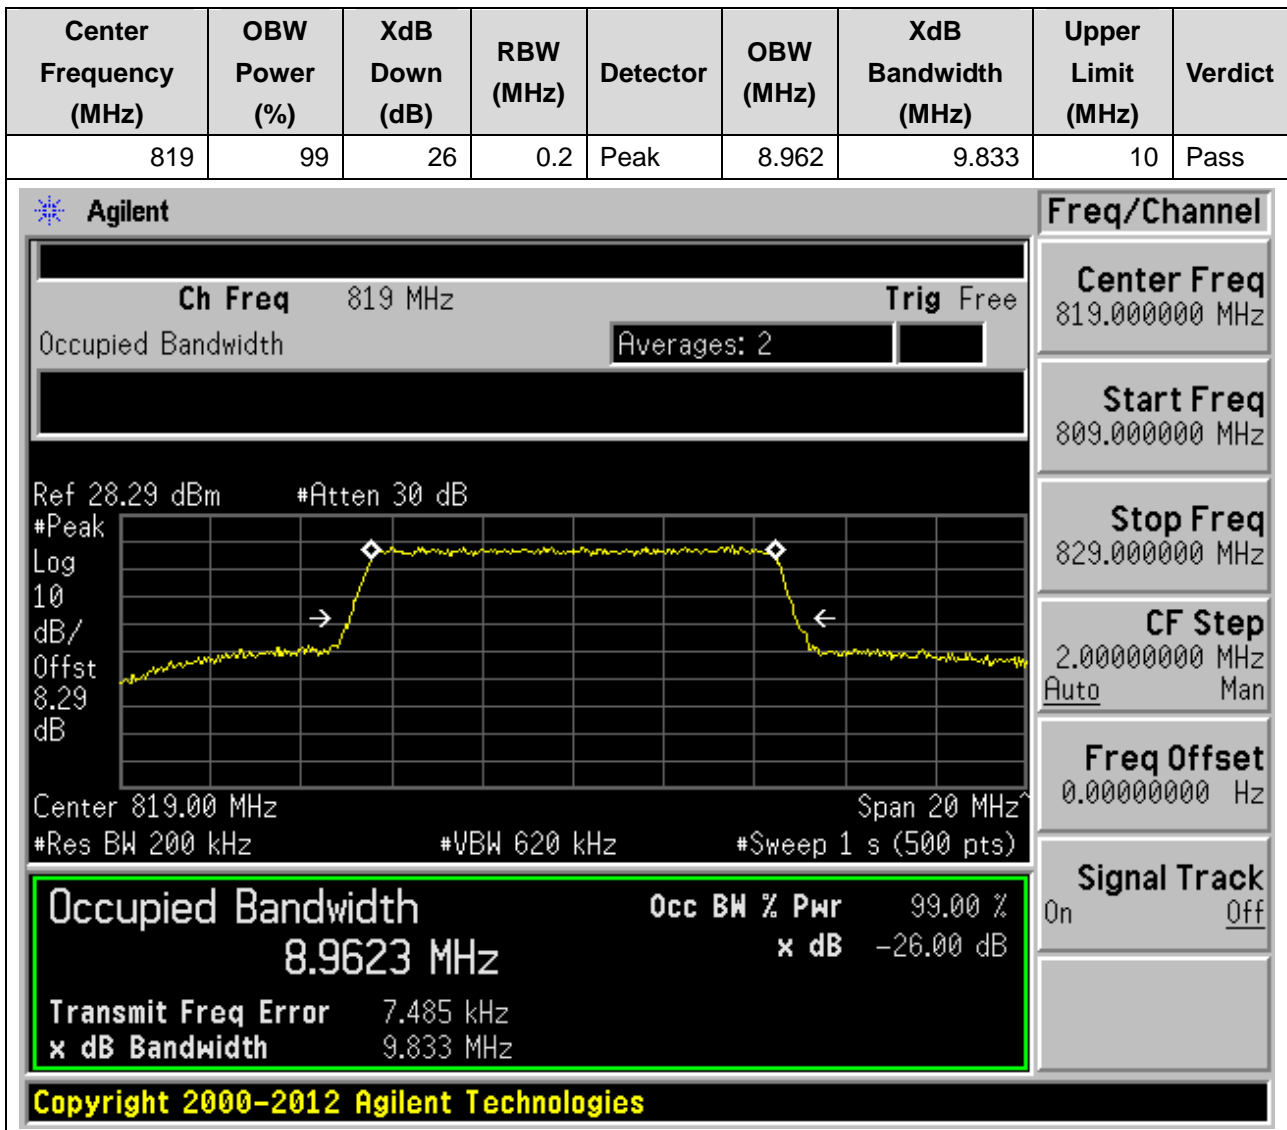 Center Frequency (MHz) OBW Power (%) XdB Down (dB) RBW (MHz) Detector OBW (MHz) XdB Bandwidth (MHz) Upper Limit (MHz) Verdict
819 99 26 0.2 Peak 8.962 9.833 10 Pass
Agilent
Freq/Channel
Ch Freq 819 MHz Trig Free
Occupied Bandwidth Averages: 2
Center Freq
819.000000 MHz
Start Freq
809.000000 MHz
Stop Freq
829.000000 MHz
CF Step
2.00000000 MHz
Auto Man
Freq Offset
0.00000000 Hz
Signal Track
On Off
Ref 28.29 dBm #Atten 30 dB
#Peak
Log
10
dB/
Offst
8.29
dB
Center 819.00 MHz Span 20 MHz^
#Res BW 200 kHz #VBW 620 kHz #Sweep 1 s (500 pts)
Occupied Bandwidth Occ BW % Pwr 99.00 %
8.9623 MHz x dB -26.00 dB
Transmit Freq Error 7.485 kHz
x dB Bandwidth 9.833 MHz
Copyright 2000-2012 Agilent Technologies